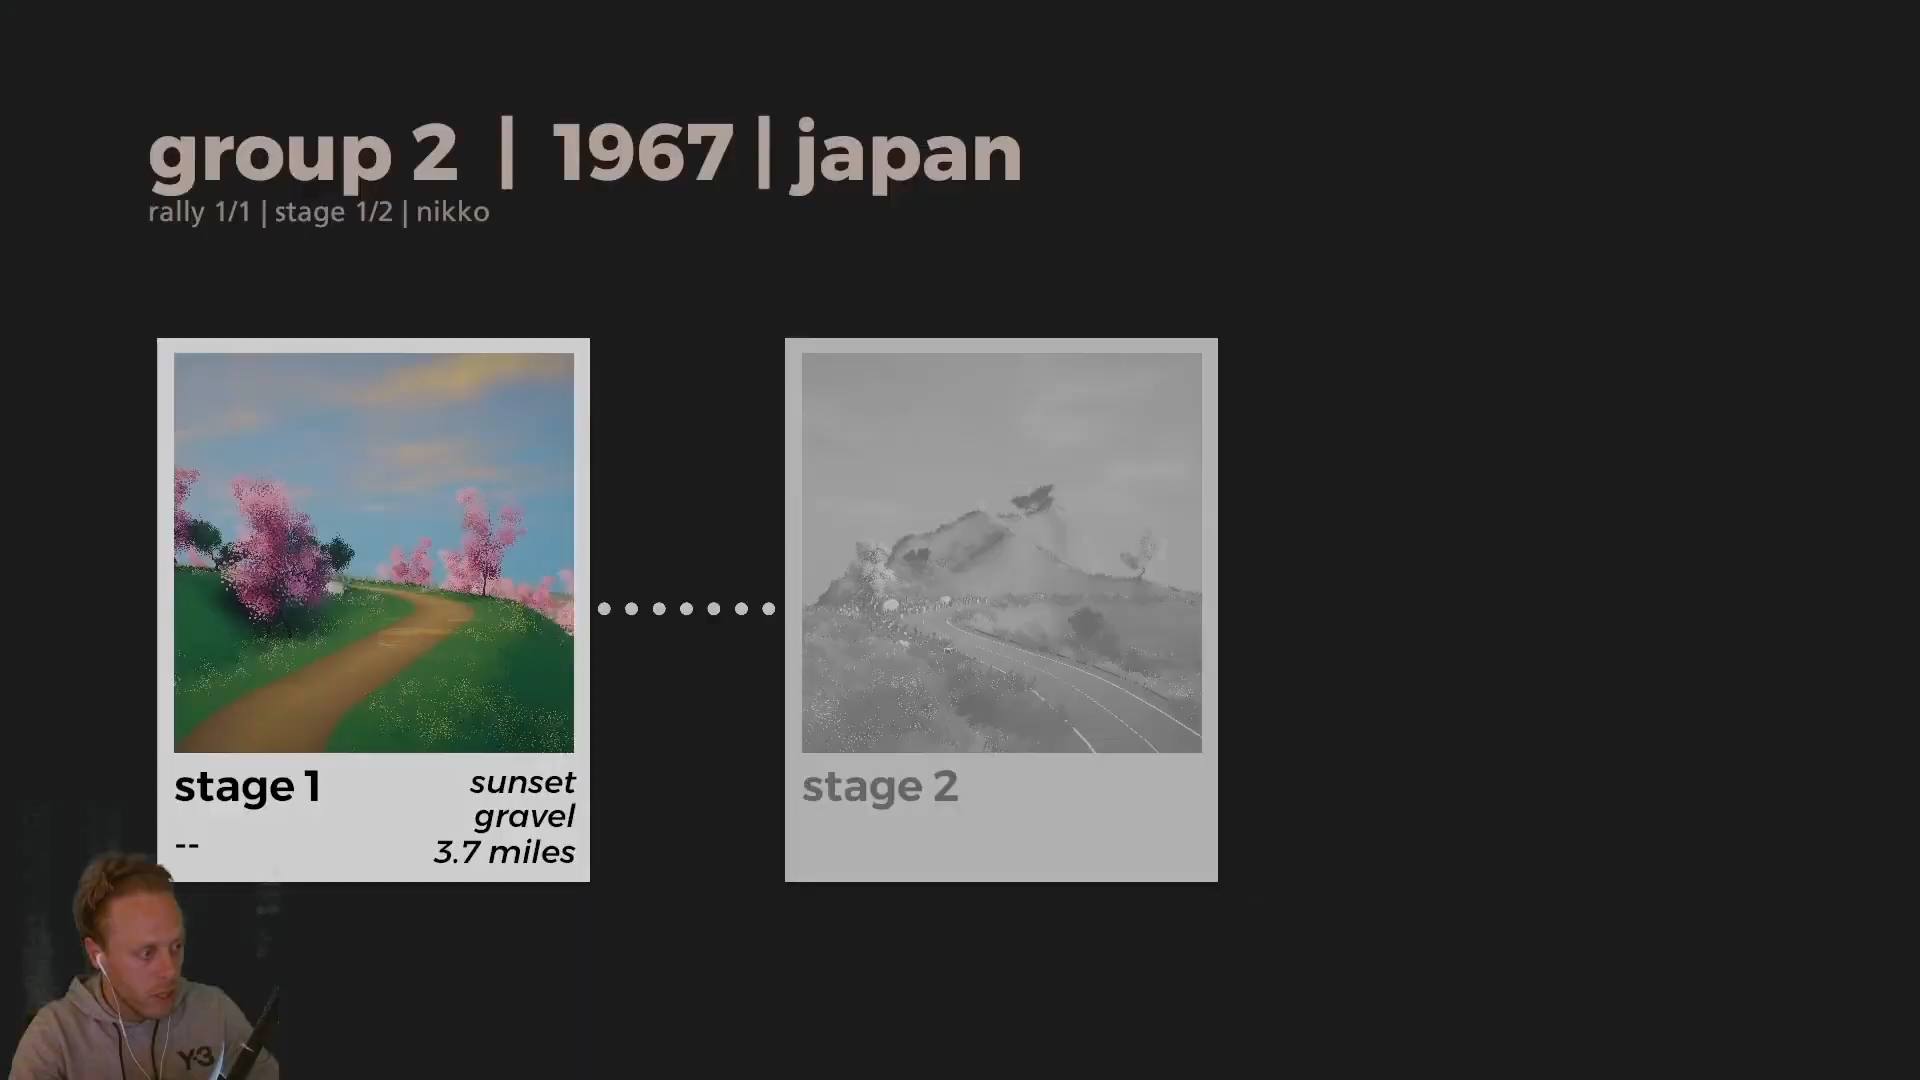 group 2 | 1967 | japan
rally 1/1 | stage 1/2 | nikko
stage 1
sunset
gravel
--
3.7 miles
stage 2
Y-3